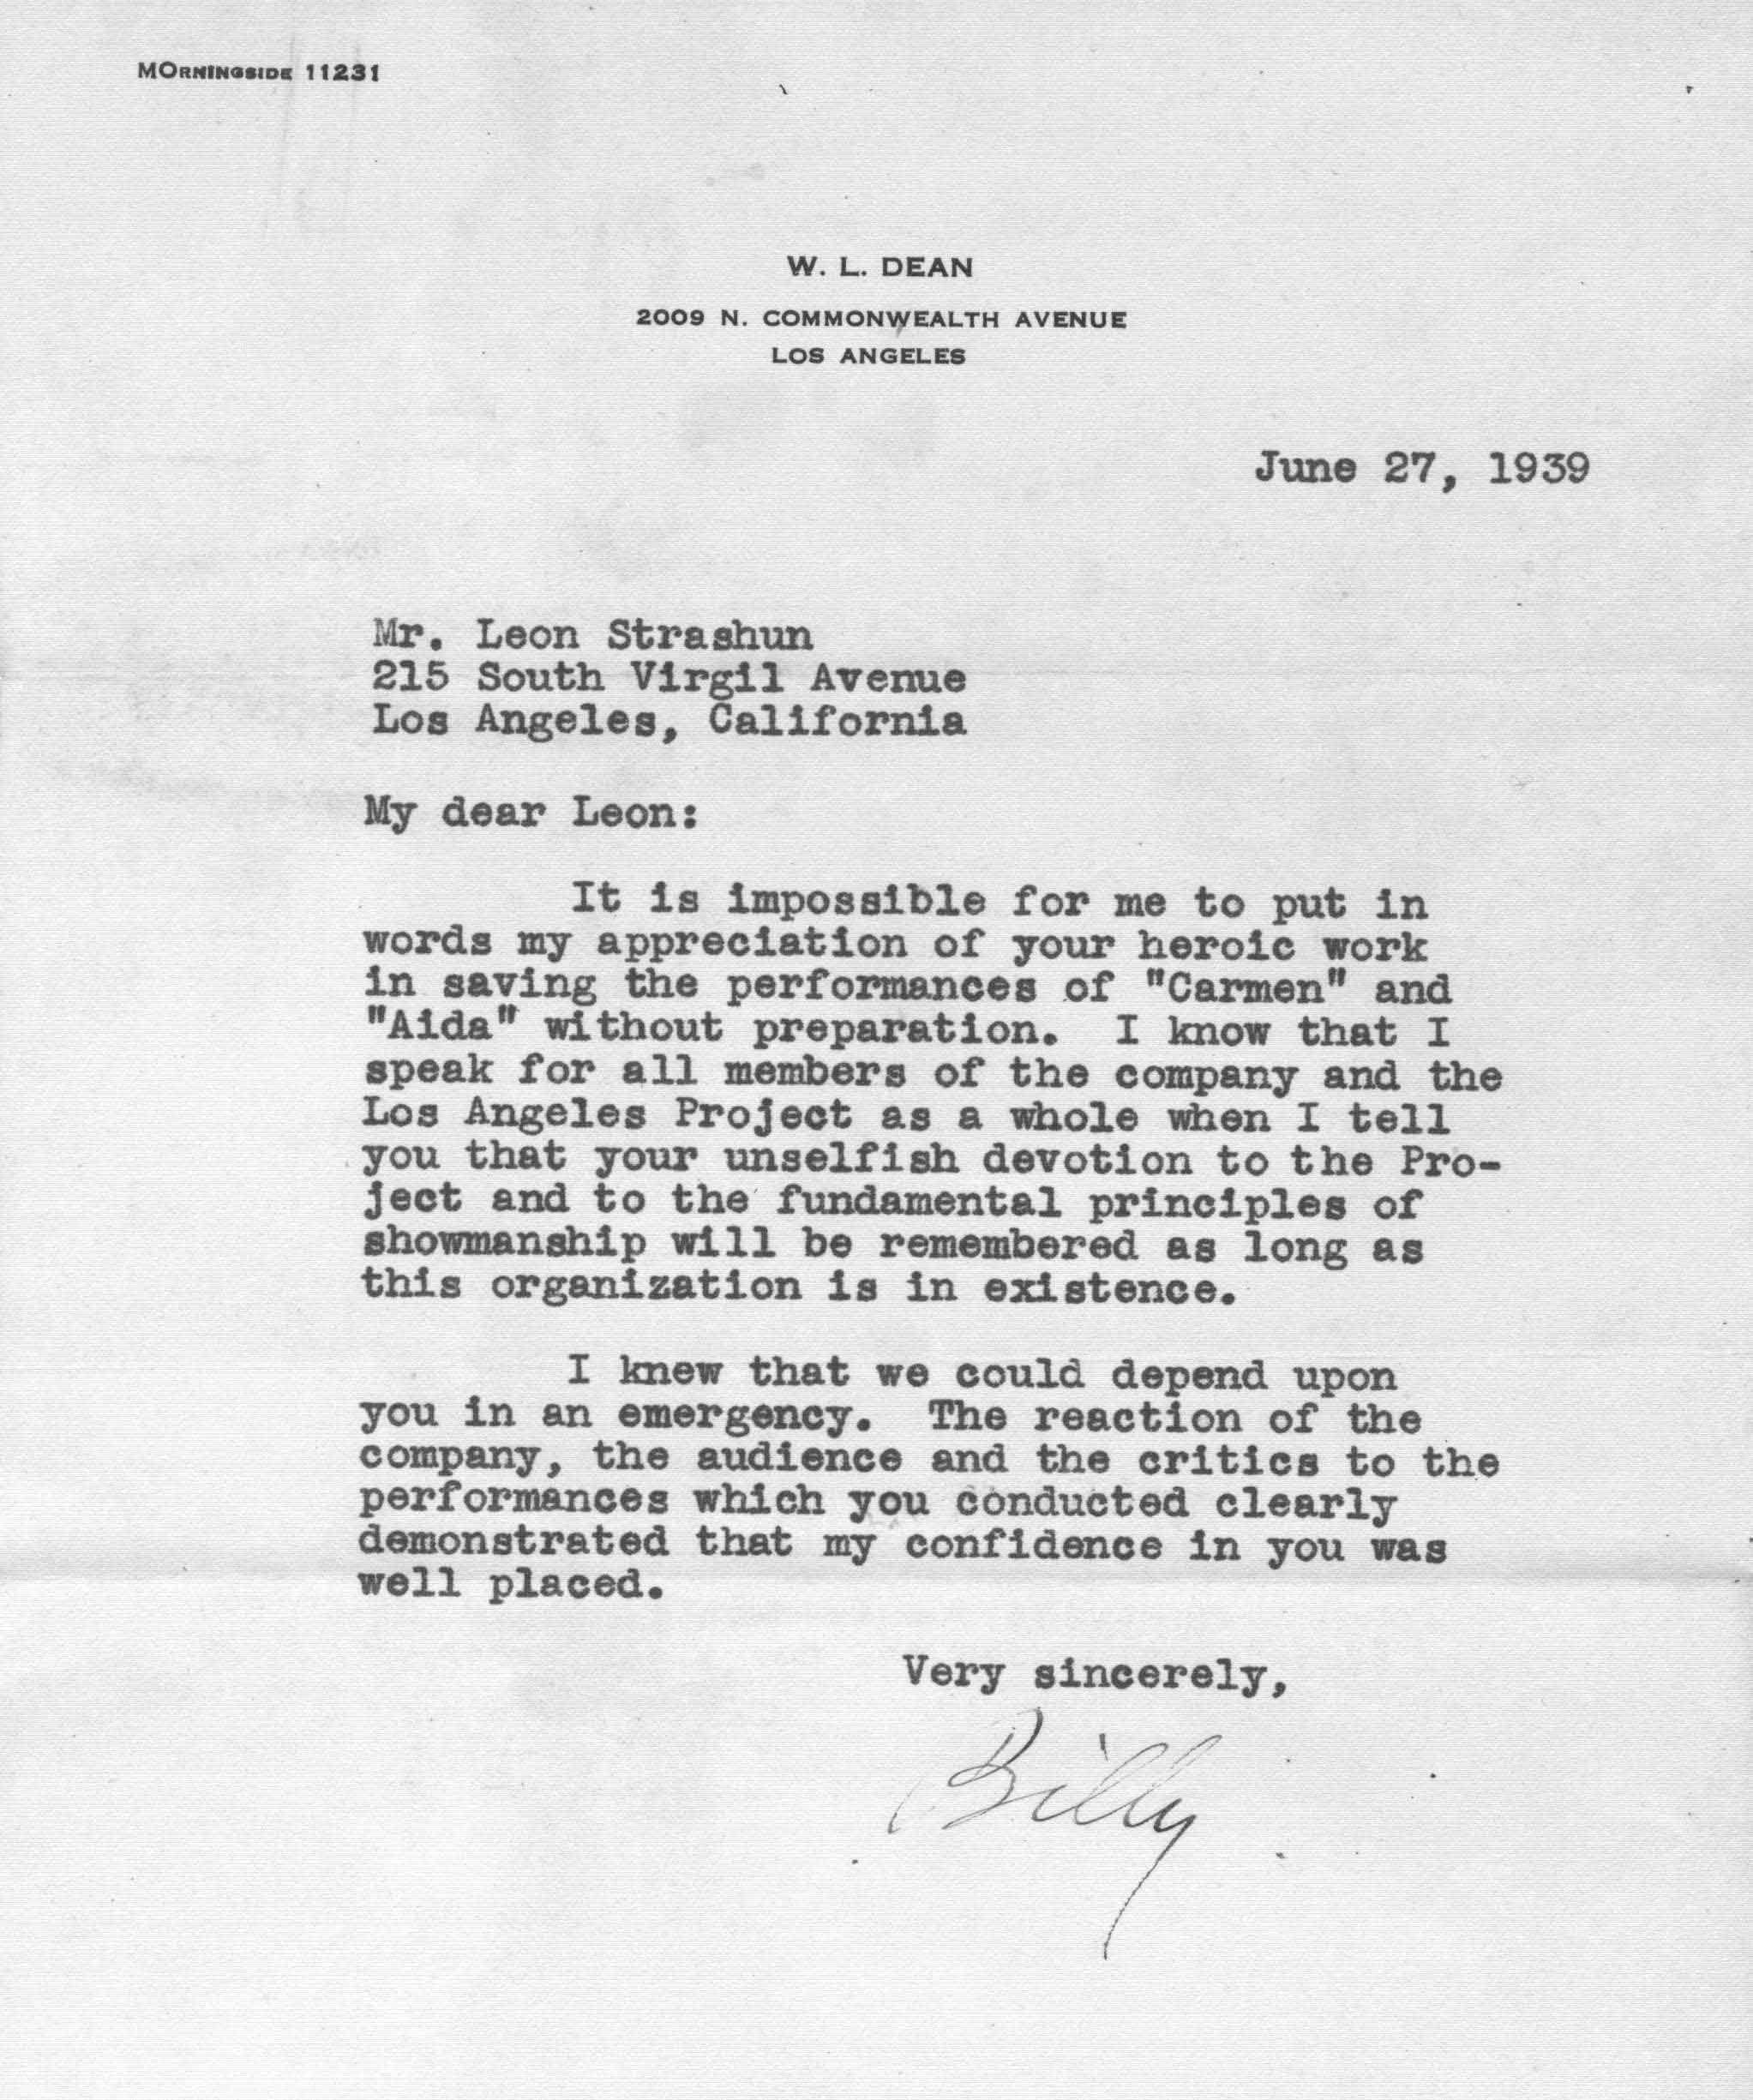 MORNINGSIDE 11231
W. L. DEAN
2009 N. COMMONWEALTH AVENUE
LOS ANGELES
June 27, 1939
Mr. Leon Strashun
215 South Virgil Avenue
Los Angeles, California
My dear Leon:
It is impossible for me to put in
words my appreciation of your heroic work
in saving the performances of "Carmen" and
"Aida" without preparation. I know that I
speak for all members of the company and the
Los Angeles Project as a whole when I tell
you that your unselfish devotion to the Pro-
ject and to the fundamental principles of
showmanship will be remembered as long as
this organization is in existence.
I knew that we could depend upon
you in an emergency. The reaction of the
company, the audience and the critics to the
performances which you conducted clearly
demonstrated that my confidence in you was
well placed.
Very sincerely,
Billy